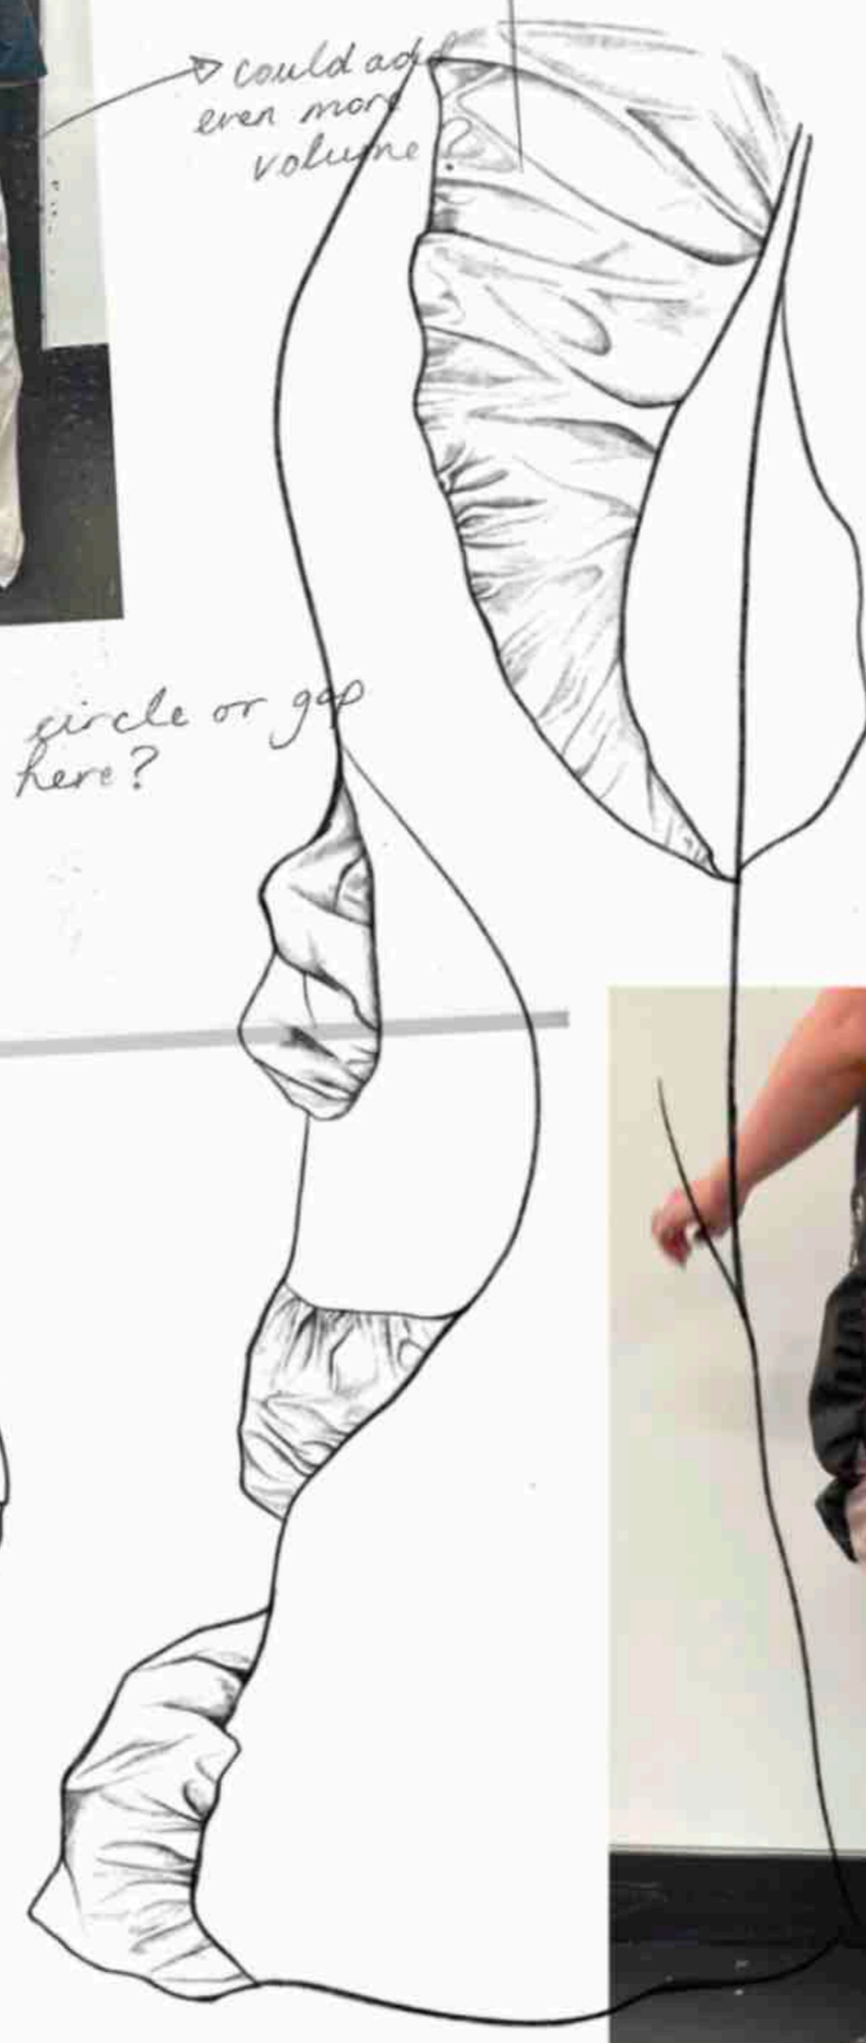 could add
even more
volume?
circle or gap
here?